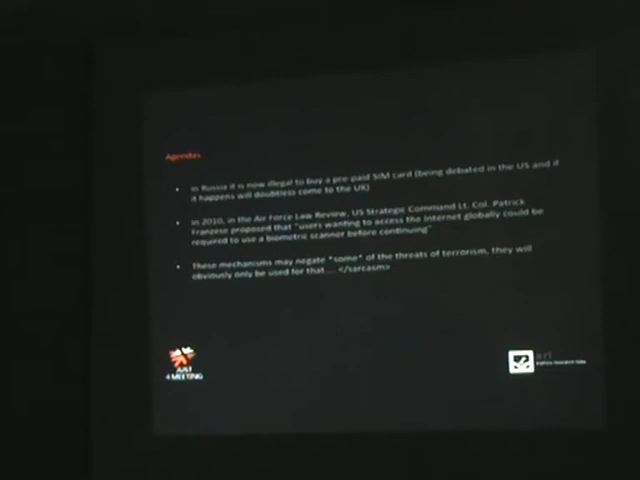 Agendas
• In Russia it is now illegal to buy a pre-paid SIM card (being debated in the US and if
it happens will doubtless come to the UK)
• In 2010, in the Air Force Law Review, US Strategic Command Lt. Col. Patrick
Franzese proposed that "users wanting to access the internet globally could be
required to use a biometric scanner before continuing"
• These mechanisms may negate *some* of the threats of terrorism, they will
obviously only be used for that ... </sarcasm>
JUST
4 MEETING